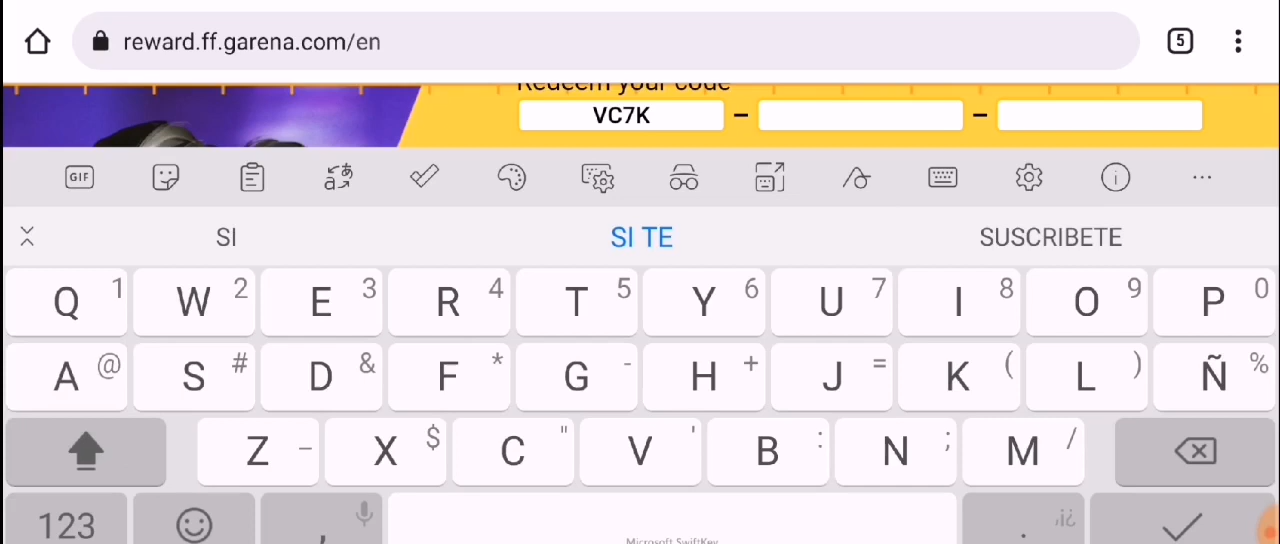 reward.ff.garena.com/en
5
Redeem your code
VC7K – –
GIF
SI SI TE SUSCRIBETE
Q 1 W 2 E 3 R 4 T 5 Y 6 U 7 I 8 O 9 P 0
A @ S # D & F * G - H + J = K ( L ) Ñ %
Z _ X $ C " V ' B : N ; M /
123 , . ,i¿
Microsoft SwiftKey